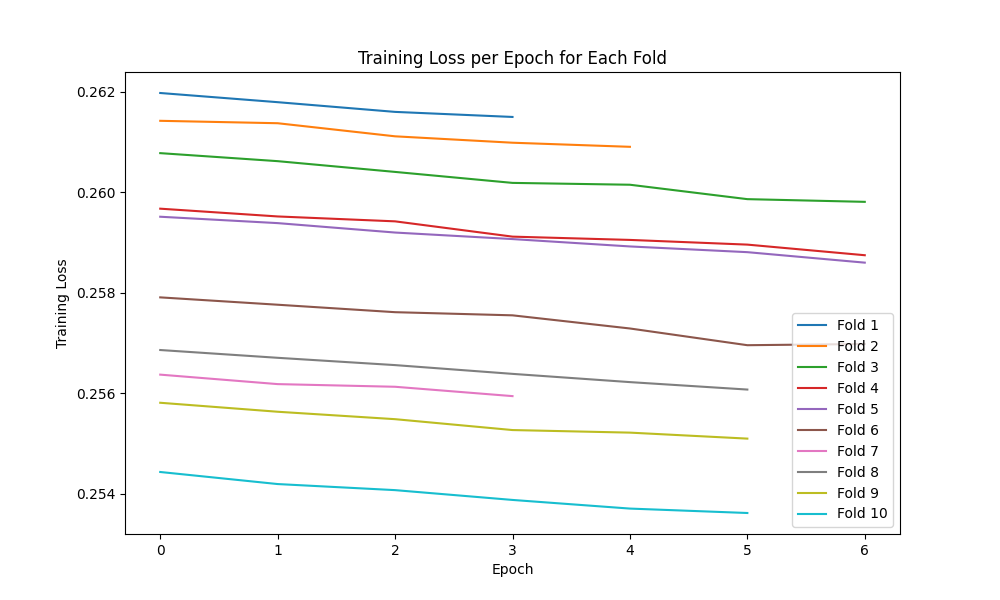 Training Loss per Epoch for Each Fold
Training Loss
0.262
0.260
0.258
0.256
0.254
0
1
2
3
4
5
6
Epoch
Fold 1
Fold 2
Fold 3
Fold 4
Fold 5
Fold 6
Fold 7
Fold 8
Fold 9
Fold 10